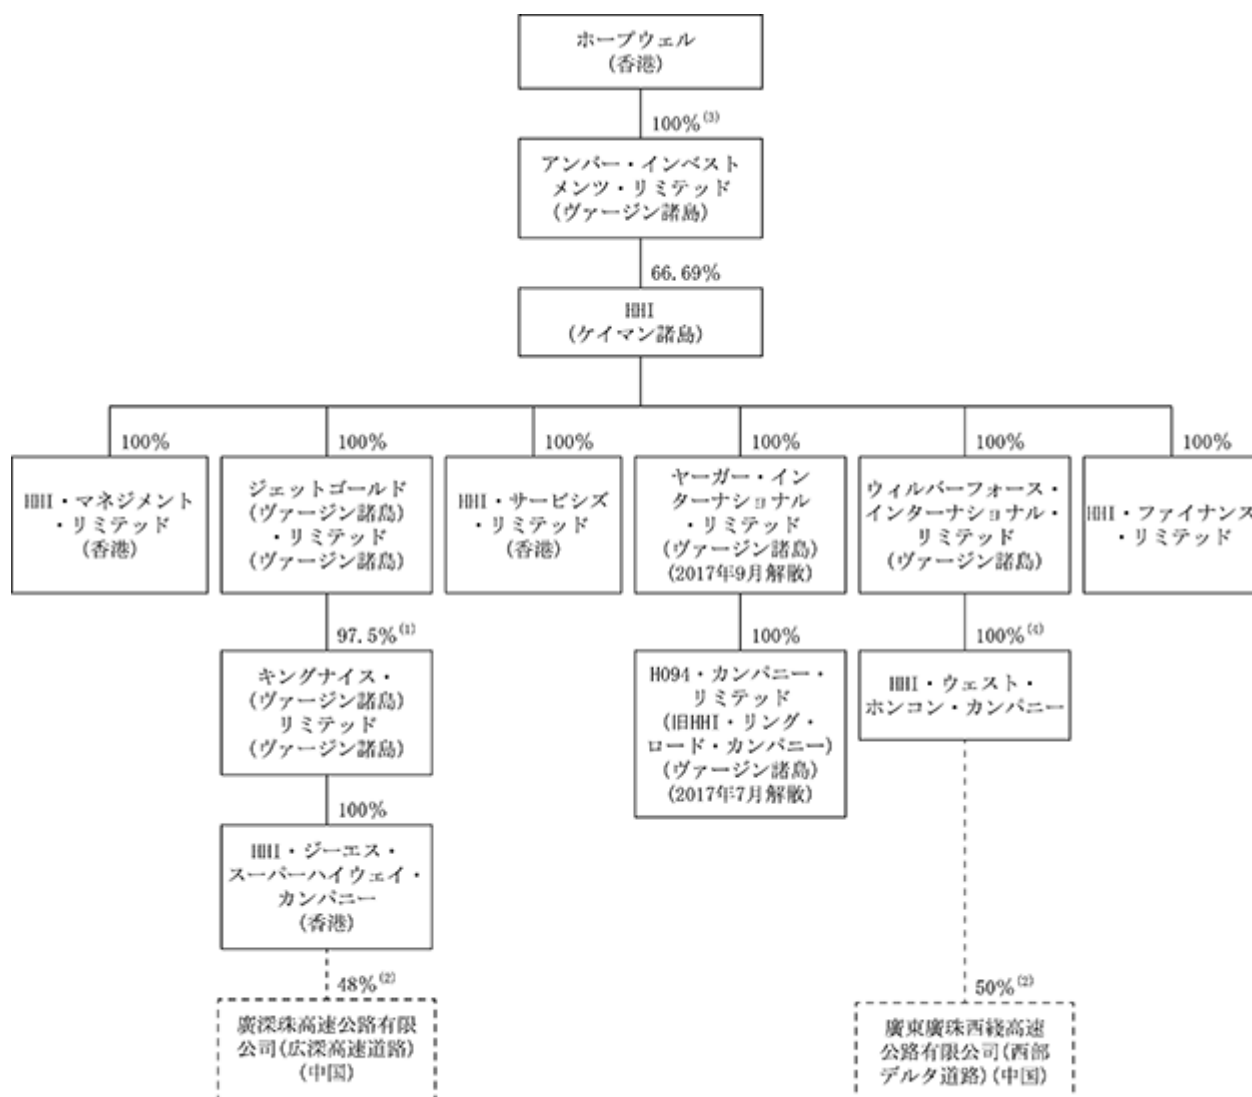 ホープウェル
(香港)
100%(3)
アンバー・インベスト
メンツ・リミテッド
(ヴァージン諸島)
66.69%
HHI
(ケイマン諸島)
100%
100%
100%
100%
100%
100%
HHI・マネジメント
・リミテッド
(香港)
ジェットゴールド
(ヴァージン諸島)
・リミテッド
(ヴァージン諸島)
HHI・サービシズ
・リミテッド
(香港)
ヤーガー・イン
ターナショナル
・リミテッド
(ヴァージン諸島)
(2017年9月解散)
ウィルバーフォース・
インターナショナル・
リミテッド
(ヴァージン諸島)
HHI・ファイナンス
・リミテッド
97.5%(1)
100%
100%(4)
キングナイス・
(ヴァージン諸島)
リミテッド
(ヴァージン諸島)
H094・カンパニー・
リミテッド
(旧HHI・リング・
ロード・カンパニー)
(ヴァージン諸島)
(2017年7月解散)
HHI・ウェスト・
ホンコン・カンパニー
100%
HHI・ジーエス・
スーパーハイウェイ・
カンパニー
(香港)
48%(2)
50%(2)
廣深珠高速公路有限
公司(広深高速道路)
(中国)
廣東廣珠西綫高速
公路有限公司(西部
デルタ道路)(中国)